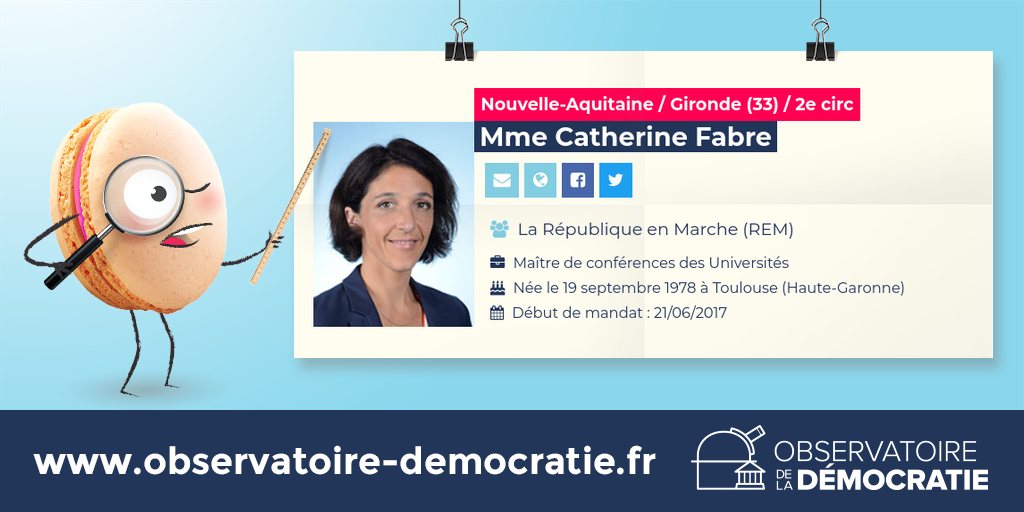 Nouvelle-Aquitaine / Gironde (33) / 2e circ
Mme Catherine Fabre
La République en Marche (REM)
Maître de conférences des Universités
Née le 19 septembre 1978 à Toulouse (Haute-Garonne)
Début de mandat : 21/06/2017
www.observatoire-democratie.fr
OBSERVATOIRE
DE LA DÉMOCRATIE